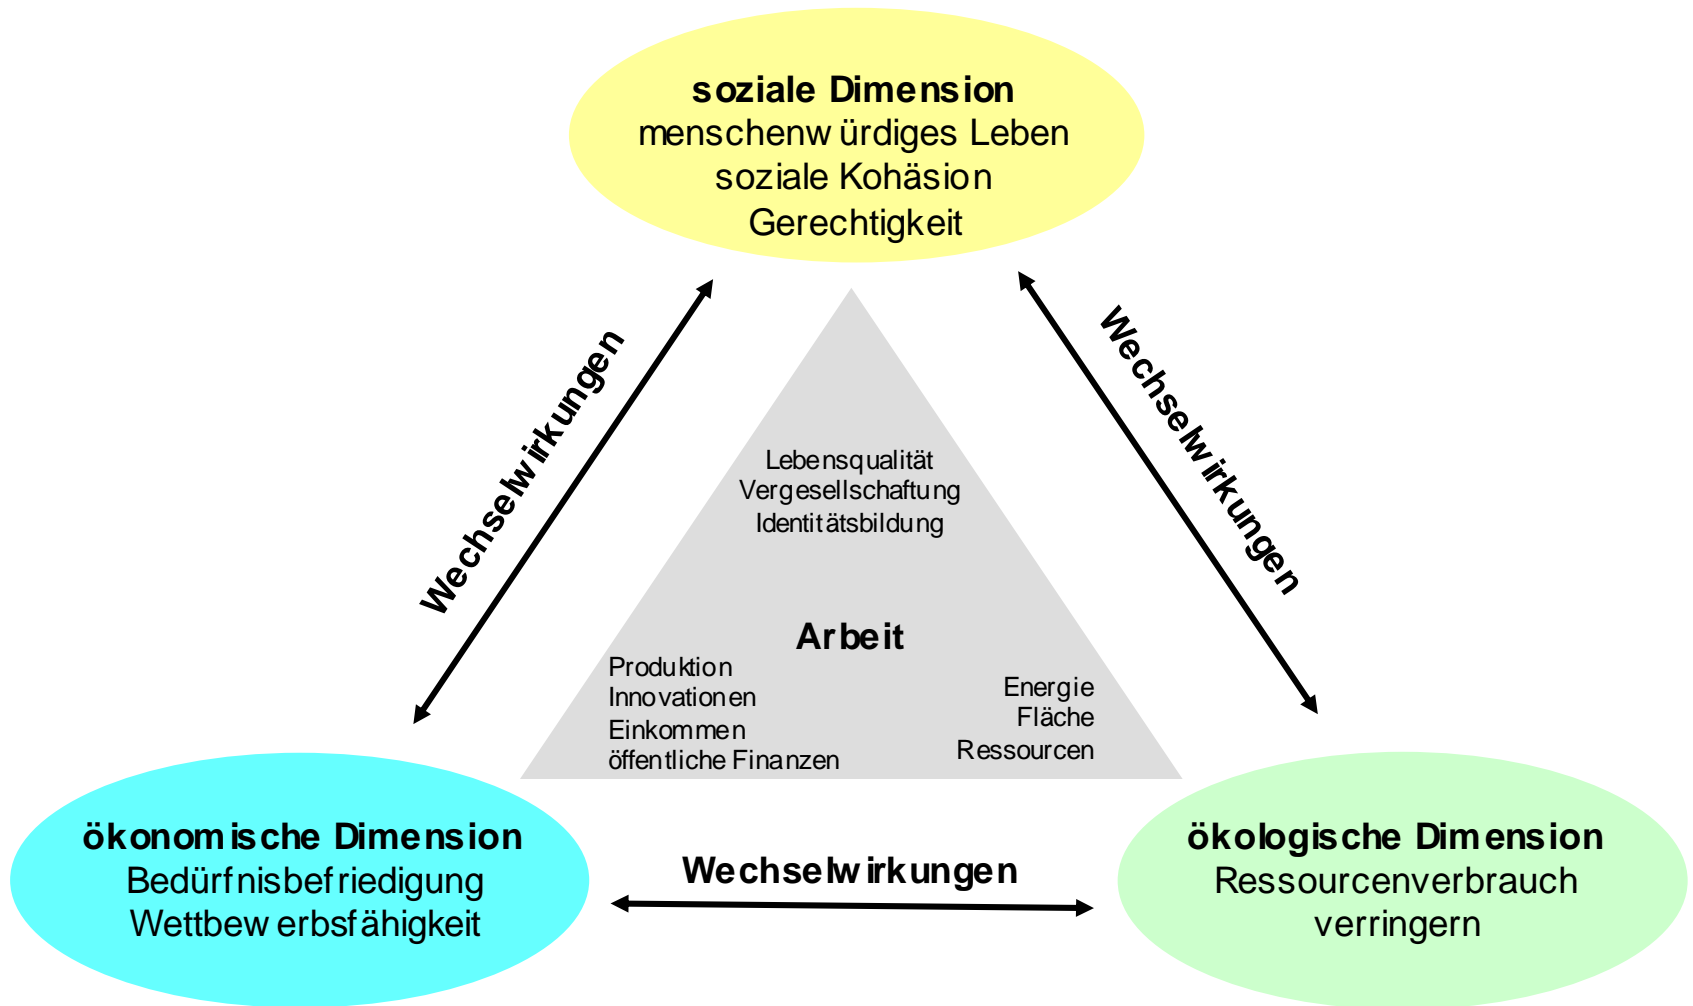 soziale Dimension
menschenwürdiges Leben
soziale Kohäsion
Gerechtigkeit
Wechselwirkungen
Wechselwirkungen
Lebensqualität
Vergesellschaftung
Identitätsbildung
Arbeit
Produktion
Innovationen
Einkommen
öffentliche Finanzen
Energie
Fläche
Ressourcen
ökonomische Dimension
Bedürfnisbefriedigung
Wettbewerbsfähigkeit
Wechselwirkungen
ökologische Dimension
Ressourcenverbrauch
verringern